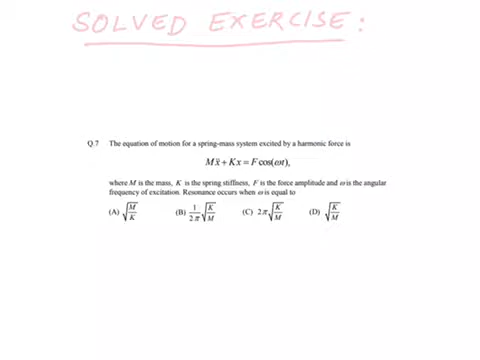 SOLVED EXERCISE :
Q.7 The equation of motion for a spring-mass system excited by a harmonic force is
Mẍ + Kx = F cos(ωt),
where M is the mass, K is the spring stiffness, F is the force amplitude and ω is the angular
frequency of excitation. Resonance occurs when ω is equal to
(A) √(M/K) (B) 1/(2π) √(K/M) (C) 2π √(K/M) (D) √(K/M)